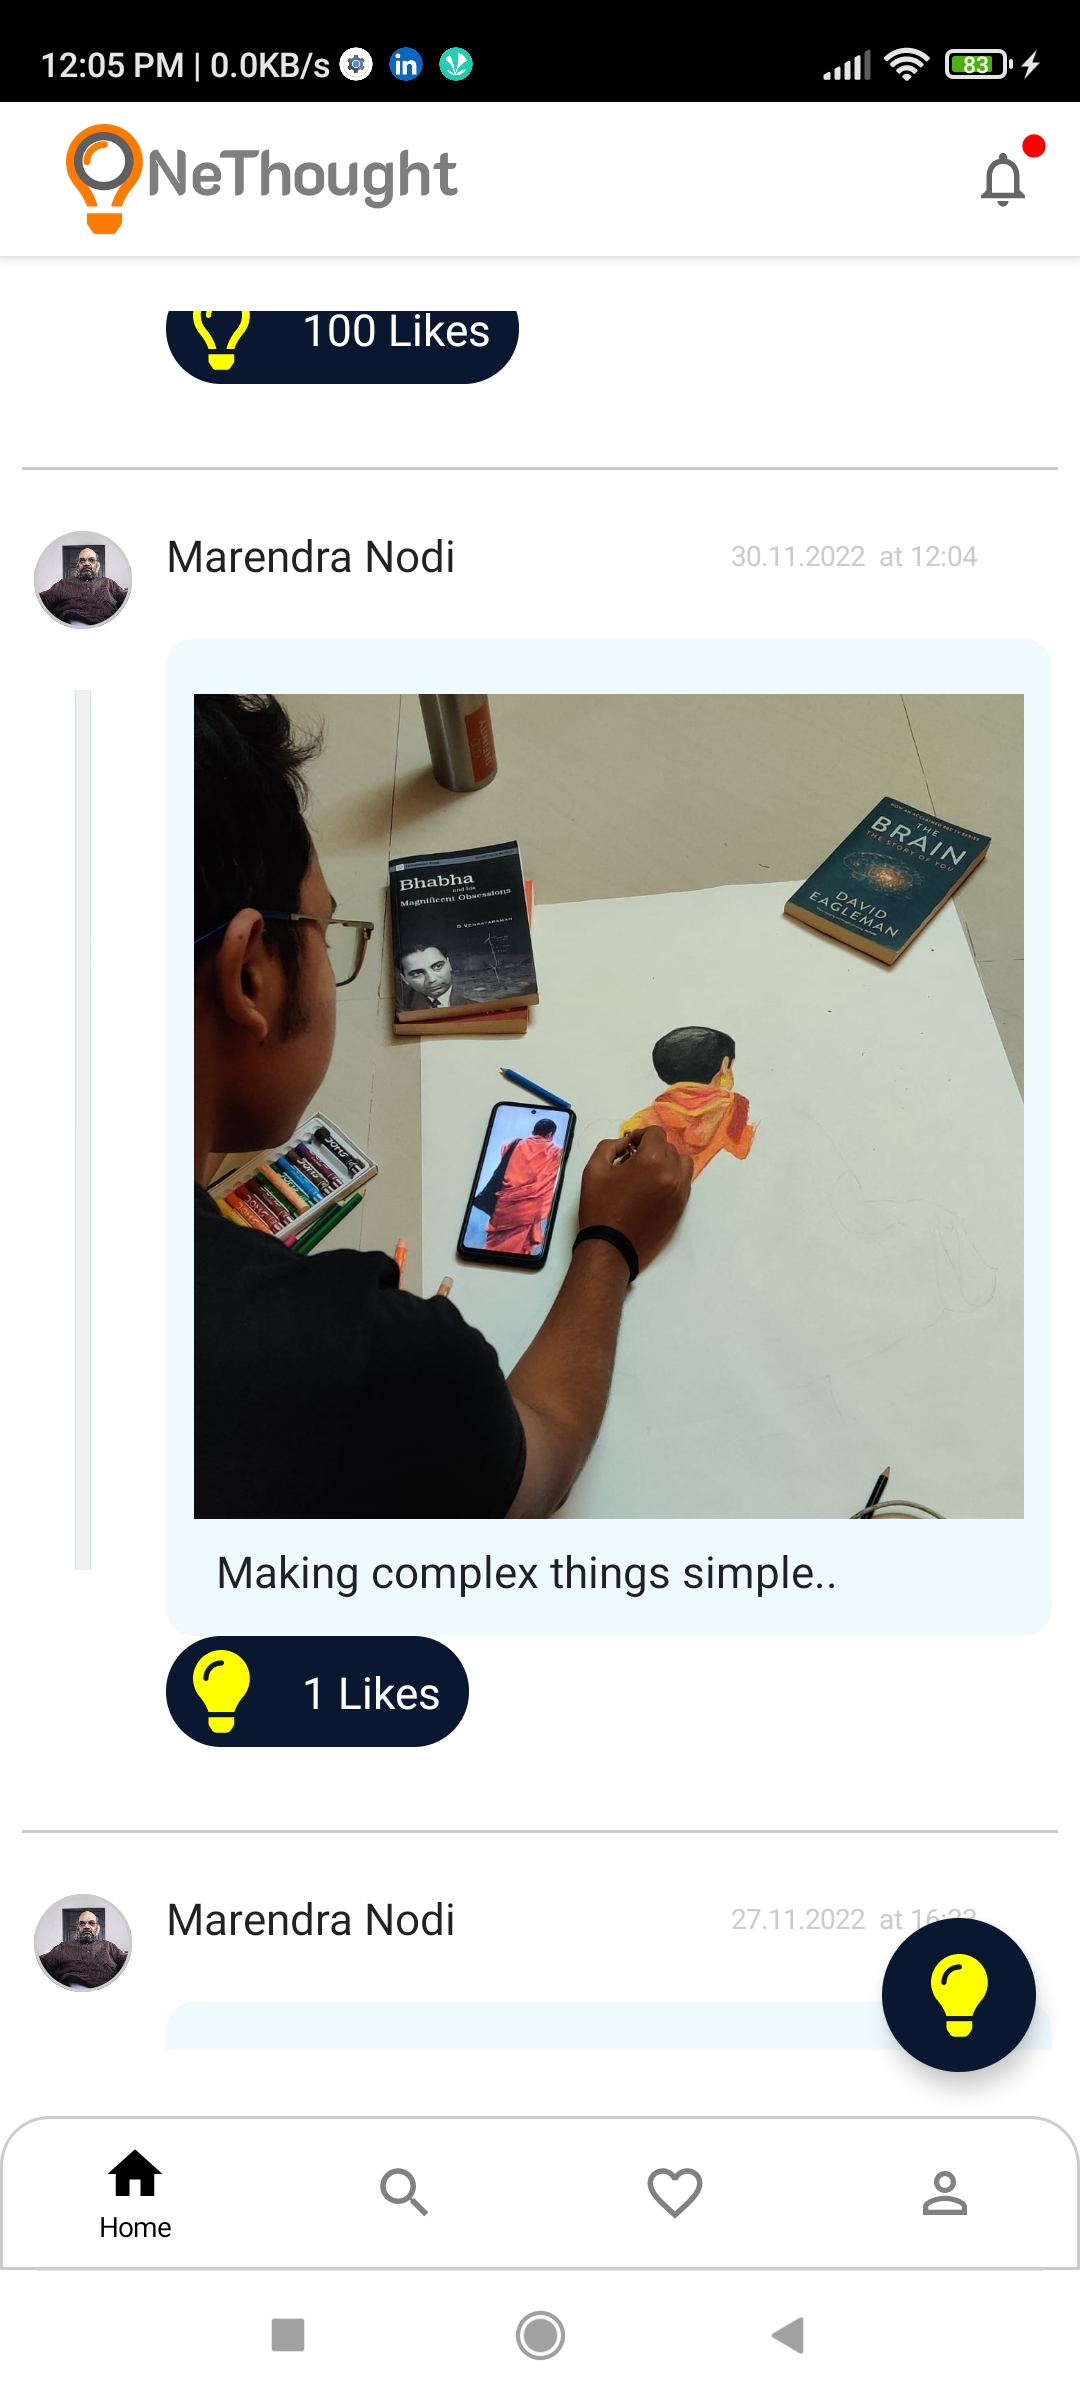 12:05 PM | 0.0KB/s
83
NeThought
100 Likes
Marendra Nodi
30.11.2022 at 12:04
Bhabha
and his
Magnificent Obsessions
G VENKATARAMAN
THE
BRAIN
THE STORY OF YOU
DAVID
EAGLEMAN
Making complex things simple..
1 Likes
Marendra Nodi
27.11.2022 at
Home